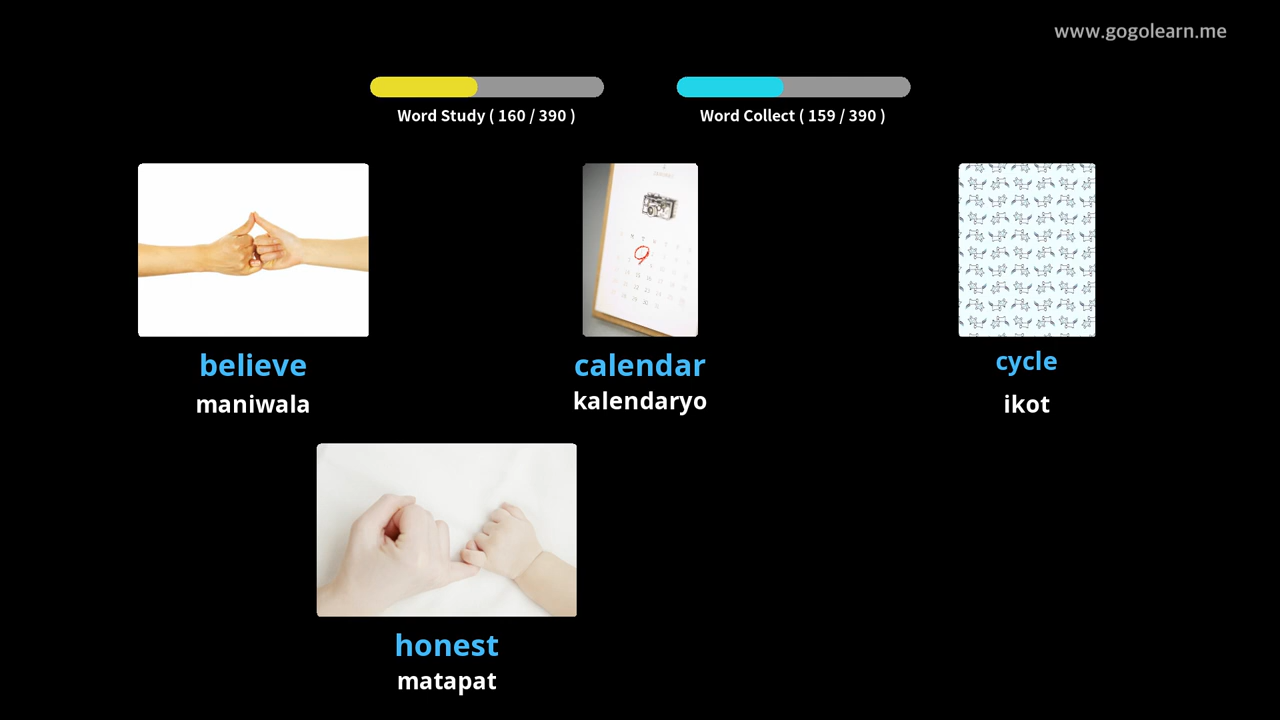 www.gogolearn.me
Word Study ( 160 / 390 )
Word Collect ( 159 / 390 )
believe
maniwala
calendar
kalendaryo
cycle
ikot
honest
matapat